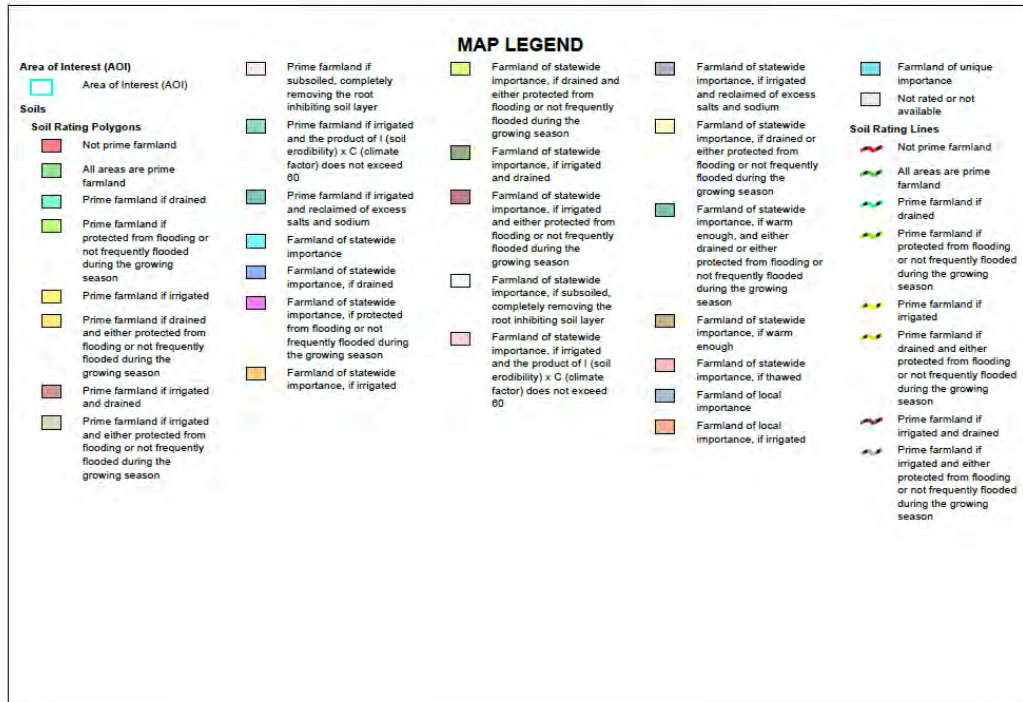 MAP LEGEND
Area of Interest (AOI)
Area of Interest (AOI)
Soils
Soil Rating Polygons
Not prime farmland
All areas are prime
farmland
Prime farmland if drained
Prime farmland if
protected from flooding or
not frequently flooded
during the growing
season
Prime farmland if irrigated
Prime farmland if drained
and either protected from
flooding or not frequently
flooded during the
growing season
Prime farmland if irrigated
and drained
Prime farmland if irrigated
and either protected from
flooding or not frequently
flooded during the
growing season
Prime farmland if
subsoiled, completely
removing the root
inhibiting soil layer
Prime farmland if irrigated
and the product of I (soil
erodibility) x C (climate
factor) does not exceed
60
Prime farmland if irrigated
and reclaimed of excess
salts and sodium
Farmland of statewide
importance
Farmland of statewide
importance, if drained
Farmland of statewide
importance, if protected
from flooding or not
frequently flooded during
the growing season
Farmland of statewide
importance, if irrigated
Farmland of statewide
importance, if drained and
either protected from
flooding or not frequently
flooded during the
growing season
Farmland of statewide
importance, if irrigated
and drained
Farmland of statewide
importance, if irrigated
and either protected from
flooding or not frequently
flooded during the
growing season
Farmland of statewide
importance, if subsoiled,
completely removing the
root inhibiting soil layer
Farmland of statewide
importance, if irrigated
and the product of I (soil
erodibility) x C (climate
factor) does not exceed
60
Farmland of statewide
importance, if irrigated
and reclaimed of excess
salts and sodium
Farmland of statewide
importance, if drained or
either protected from
flooding or not frequently
flooded during the
growing season
Farmland of statewide
importance, if warm
enough, and either
drained or either
protected from flooding or
not frequently flooded
during the growing
season
Farmland of statewide
importance, if warm
enough
Farmland of statewide
importance, if thawed
Farmland of local
importance
Farmland of local
importance, if irrigated
Farmland of unique
importance
Not rated or not
available
Soil Rating Lines
Not prime farmland
All areas are prime
farmland
Prime farmland if
drained
Prime farmland if
protected from flooding
or not frequently flooded
during the growing
season
Prime farmland if
irrigated
Prime farmland if
drained and either
protected from flooding
or not frequently flooded
during the growing
season
Prime farmland if
irrigated and drained
Prime farmland if
irrigated and either
protected from flooding
or not frequently flooded
during the growing
season